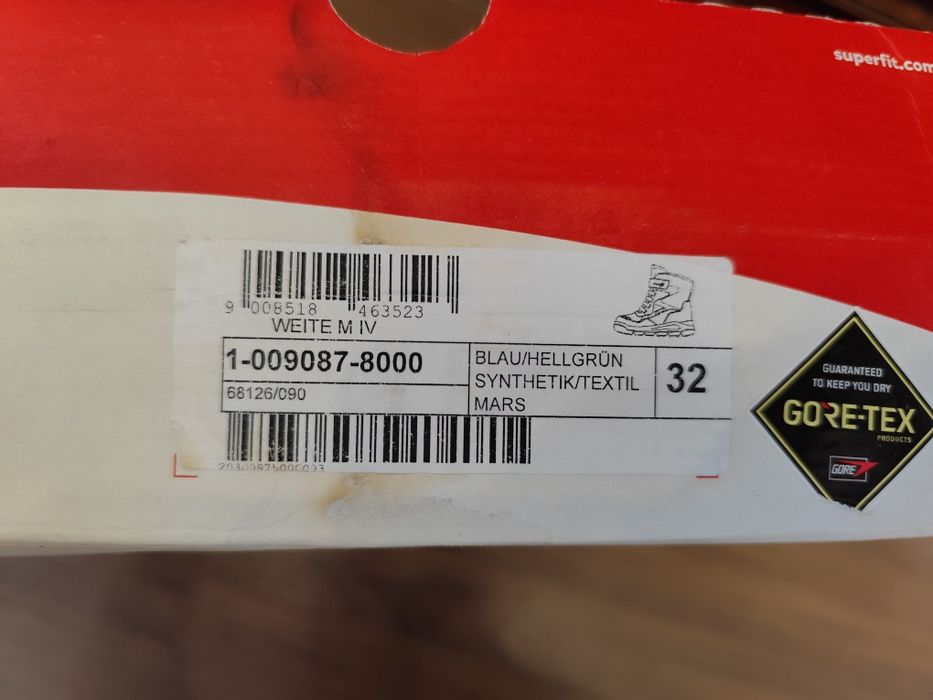 superfit.com
9 008518 463523
WEITE M IV
1-009087-8000
68126/090
BLAU/HELLGRÜN
SYNTHETIK/TEXTIL
MARS
32
GUARANTEED
TO KEEP YOU DRY
GORE-TEX
PRODUCTS
GORE